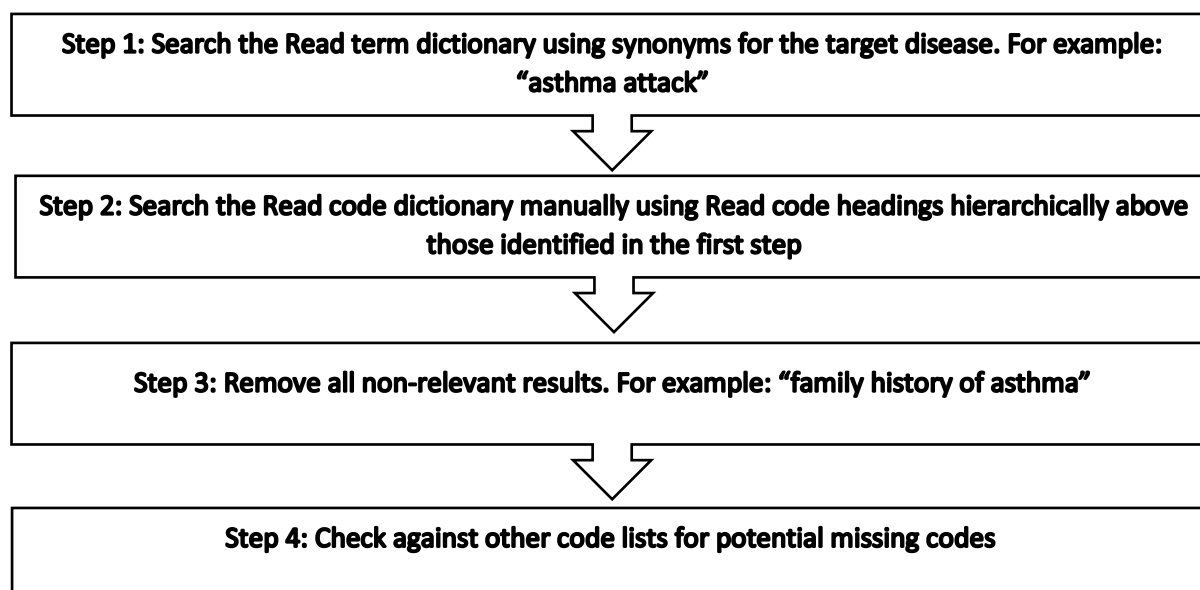 Step 1: Search the Read term dictionary using synonyms for the target disease. For example:
“asthma attack”
Step 2: Search the Read code dictionary manually using Read code headings hierarchically above
those identified in the first step
Step 3: Remove all non-relevant results. For example: “family history of asthma”
Step 4: Check against other code lists for potential missing codes